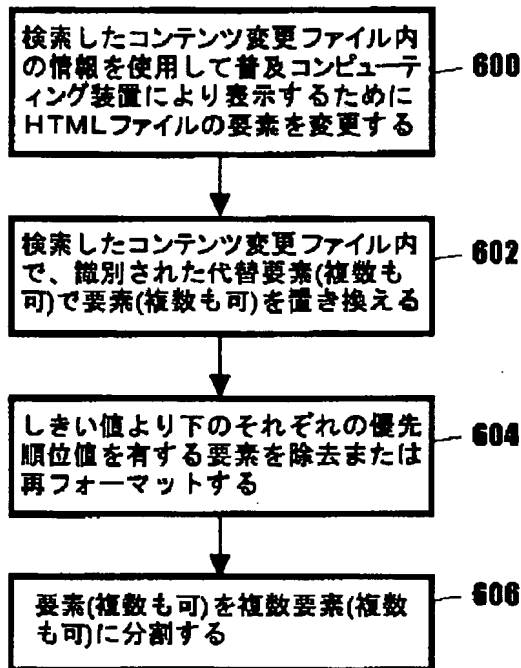 検索したコンテンツ変更ファイル内
の情報を使用して普及コンピューテ
ィング装置により表示するために
HTMLファイルの要素を変更する
600
検索したコンテンツ変更ファイル内
で、識別された代替要素(複数も
可)で要素(複数も可)を置き換える
602
しきい値より下のそれぞれの優先
順位値を有する要素を除去または
再フォーマットする
604
要素(複数も可)を複数要素(複数
も可)に分割する
606